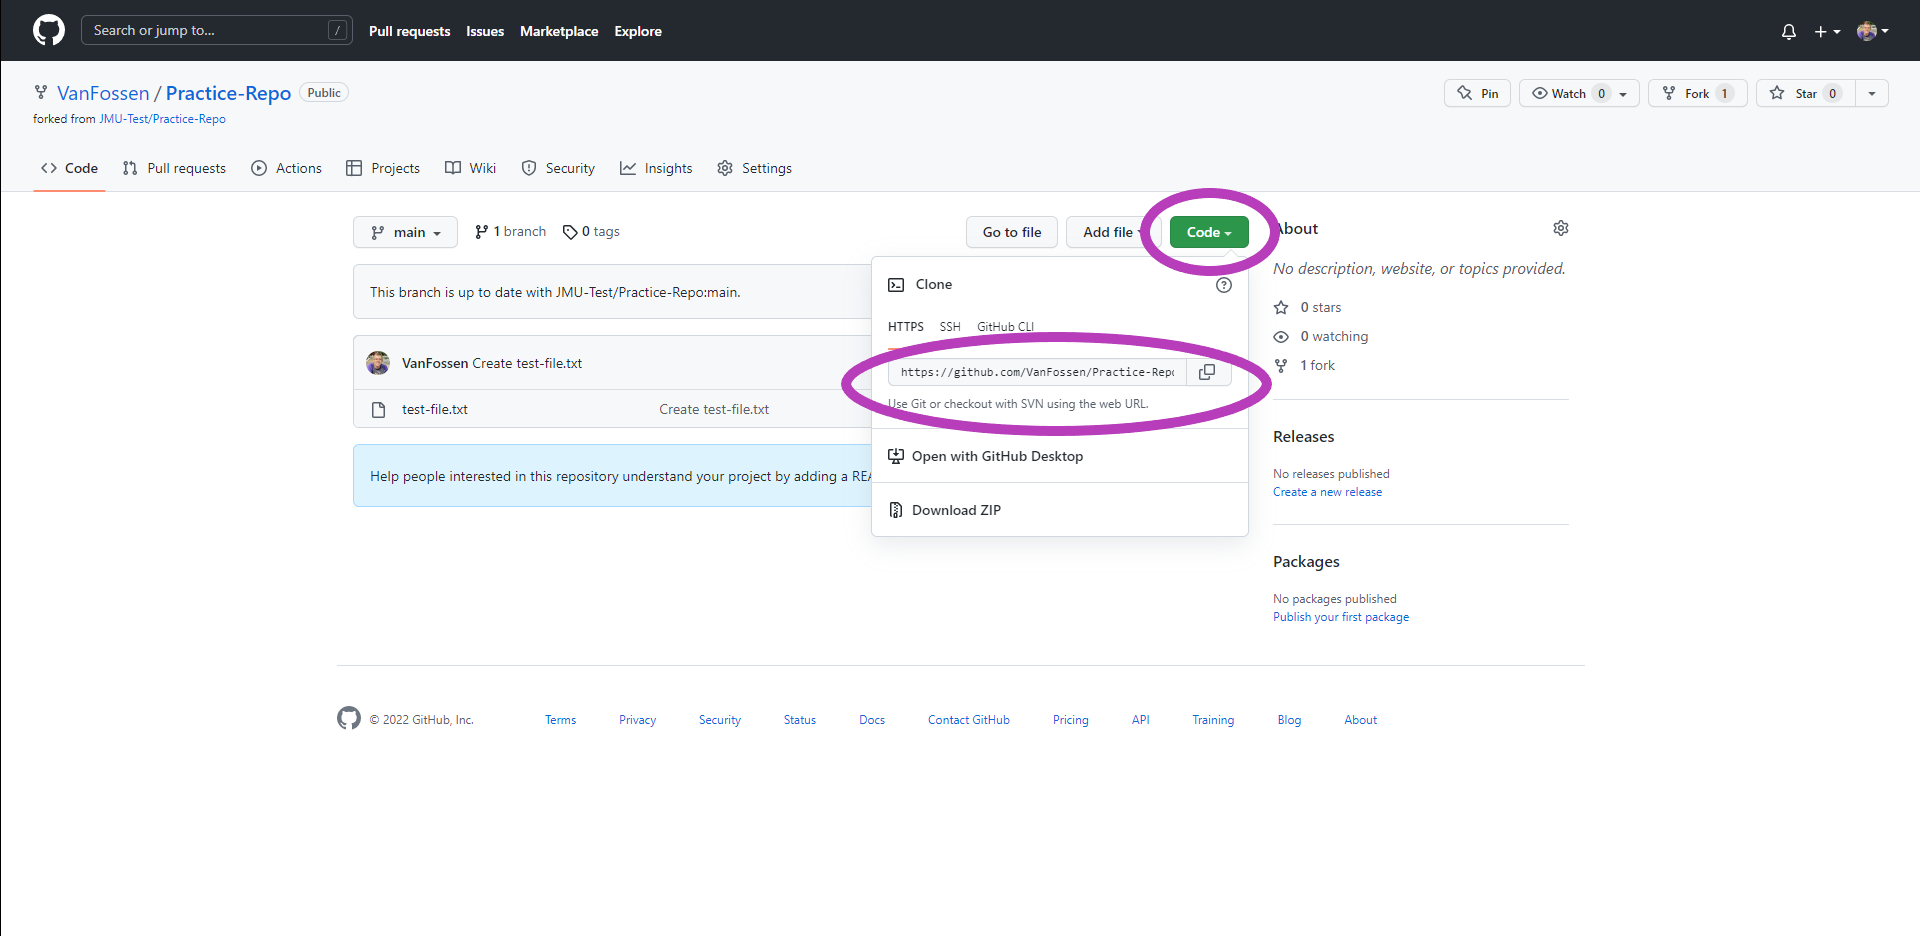 Search or jump to... /
Pull requests Issues Marketplace Explore
VanFossen / Practice-Repo Public
Pin Watch 0 Fork 1 Star 0
forked from JMU-Test/Practice-Repo
Code Pull requests Actions Projects Wiki Security Insights Settings
main 1 branch 0 tags Go to file Add file Code
This branch is up to date with JMU-Test/Practice-Repo:main.
VanFossen Create test-file.txt
test-file.txt Create test-file.txt
Help people interested in this repository understand your project by adding a REA
Clone
HTTPS SSH GitHub CLI
https://github.com/VanFossen/Practice-Repo
Use Git or checkout with SVN using the web URL.
Open with GitHub Desktop
Download ZIP
About
No description, website, or topics provided.
0 stars
0 watching
1 fork
Releases
No releases published
Create a new release
Packages
No packages published
Publish your first package
© 2022 GitHub, Inc. Terms Privacy Security Status Docs Contact GitHub Pricing API Training Blog About